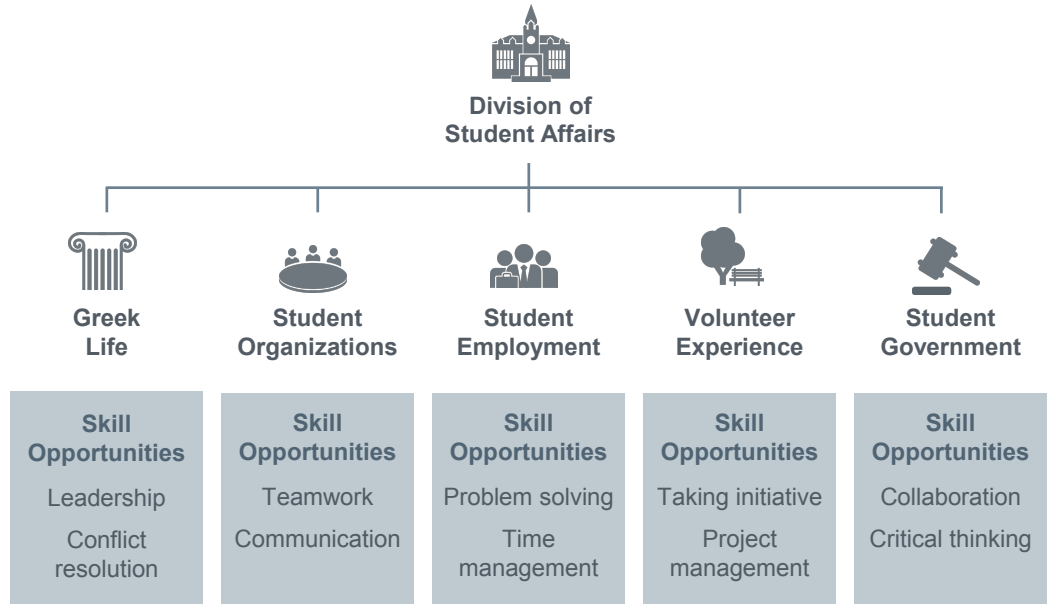 Division of
Student Affairs
Greek
Life
Student
Organizations
Student
Employment
Volunteer
Experience
Student
Government
Skill
Opportunities
Leadership
Conflict
resolution
Skill
Opportunities
Teamwork
Communication
Skill
Opportunities
Problem solving
Time
management
Skill
Opportunities
Taking initiative
Project
management
Skill
Opportunities
Collaboration
Critical thinking